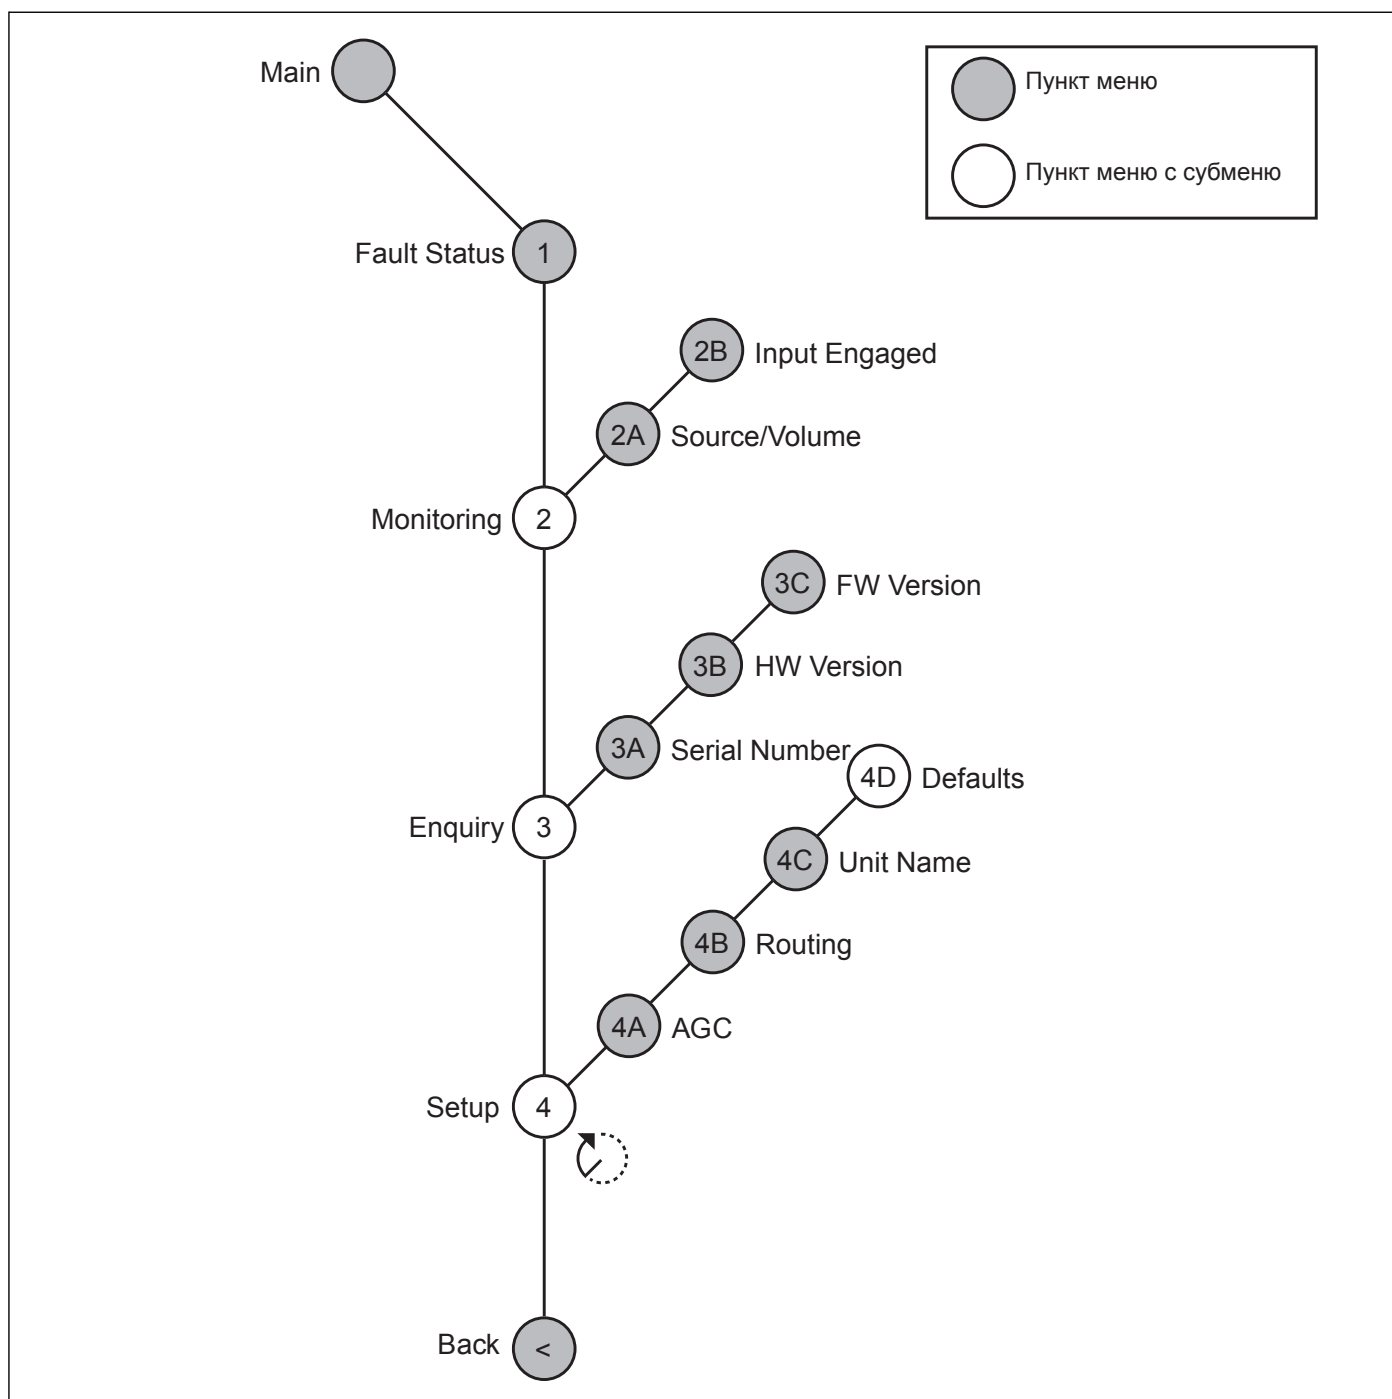 Main
Пункт меню
Пункт меню с субменю
Fault Status 1
2B Input Engaged
2A Source/Volume
Monitoring 2
3C FW Version
3B HW Version
3A Serial Number
4D Defaults
Enquiry 3
4C Unit Name
4B Routing
4A AGC
Setup 4
Back <